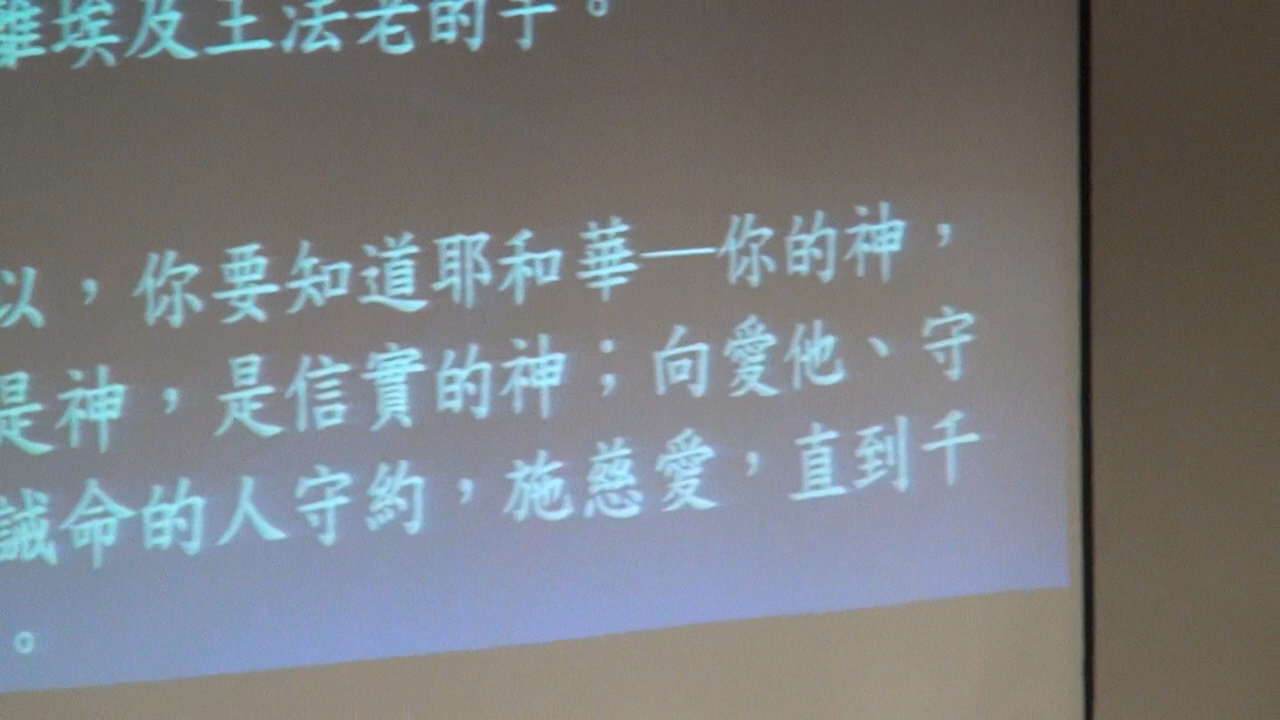 離埃及王法老的手。
以，你要知道耶和華—你的神，
是神，是信實的神；向愛他、守
誡命的人守約，施慈愛，直到千
。